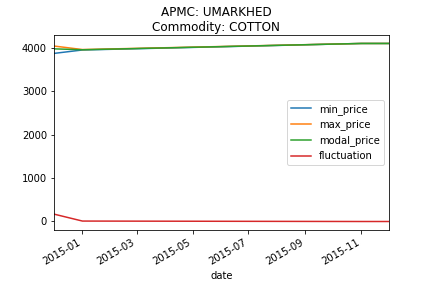 APMC: UMARKHED
Commodity: COTTON
4000
3000
2000
1000
0
min_price
max_price
modal_price
fluctuation
2015-01
2015-03
2015-05
2015-07
2015-09
2015-11
date